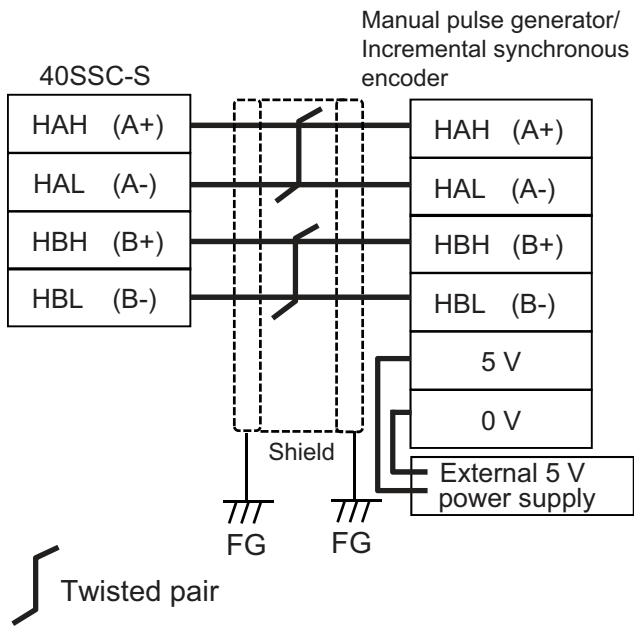 Manual pulse generator/
Incremental synchronous
encoder
40SSC-S
HAH (A+)
HAL (A-)
HBH (B+)
HBL (B-)
HAH (A+)
HAL (A-)
HBH (B+)
HBL (B-)
5 V
0 V
External 5 V
power supply
Shield
FG
FG
Twisted pair